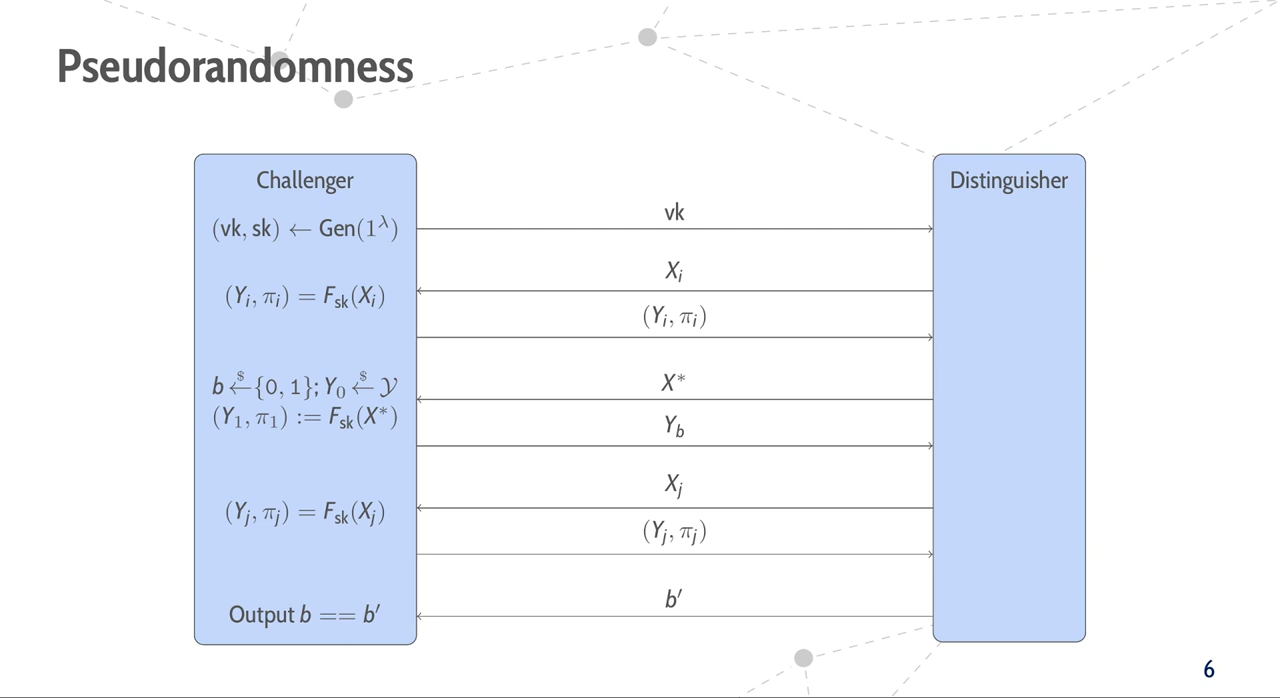 Pseudorandomness
Challenger
Distinguisher
(vk, sk) ← Gen(1^λ)
vk
X_i
(Y_i, π_i) = F_sk(X_i)
(Y_i, π_i)
b ←$ {0, 1}; Y_0 ←$ 𝒴
X*
(Y_1, π_1) := F_sk(X*)
Y_b
X_j
(Y_j, π_j) = F_sk(X_j)
(Y_j, π_j)
b′
Output b == b′
6